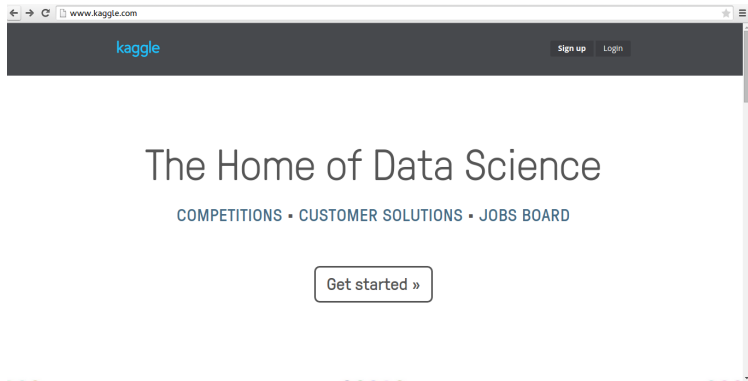 www.kaggle.com
kaggle
Sign up Login
The Home of Data Science
COMPETITIONS ▪ CUSTOMER SOLUTIONS ▪ JOBS BOARD
Get started »